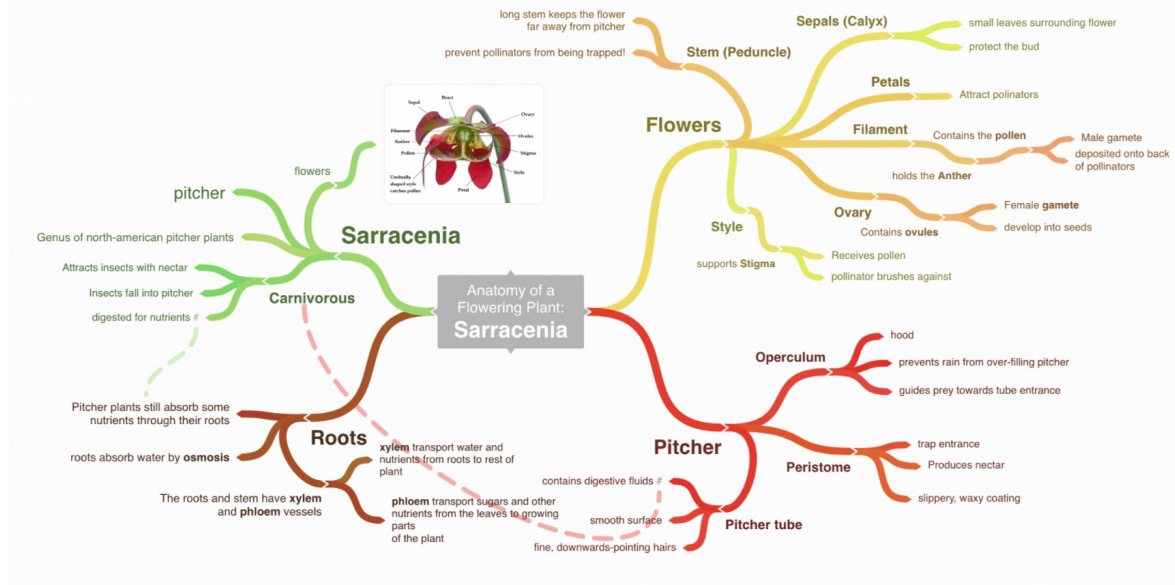 Anatomy of a
Flowering Plant:
Sarracenia
Sarracenia
flowers
Bract
Sepal
Ovary
Filament
Ovules
Anther
Pollen
Stigma
Style
Umbrella
shaped style
catches pollen
Petal
pitcher
Genus of north-american pitcher plants
Carnivorous
Attracts insects with nectar
Insects fall into pitcher
digested for nutrients #
Roots
Pitcher plants still absorb some
nutrients through their roots
roots absorb water by osmosis
The roots and stem have xylem
and phloem vessels
xylem transport water and
nutrients from roots to rest of
plant
phloem transport sugars and other
nutrients from the leaves to growing
parts
of the plant
Flowers
Stem (Peduncle)
long stem keeps the flower
far away from pitcher
prevent pollinators from being trapped!
Sepals (Calyx)
small leaves surrounding flower
protect the bud
Petals
Attract polinators
Filament
Contains the pollen
holds the Anther
Male gamete
deposited onto back
of pollinators
Ovary
Contains ovules
Female gamete
develop into seeds
Style
supports Stigma
Receives pollen
pollinator brushes against
Pitcher
Operculum
hood
prevents rain from over-filling pitcher
guides prey towards tube entrance
Peristome
trap entrance
Produces nectar
slippery, waxy coating
Pitcher tube
contains digestive fluids #
smooth surface
fine, downwards-pointing hairs